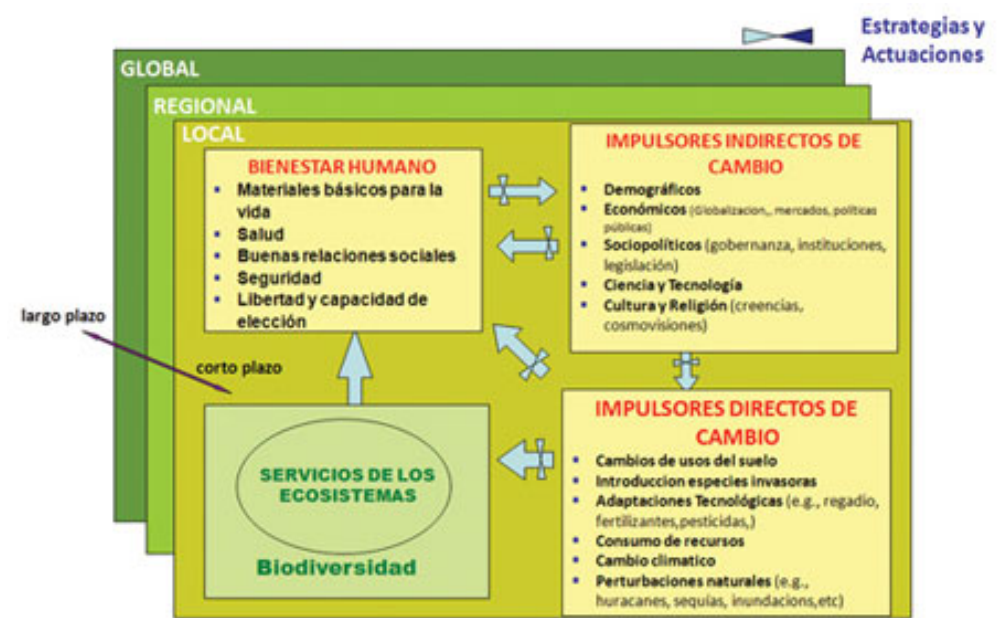 Estrategias y
Actuaciones
GLOBAL
REGIONAL
LOCAL
BIENESTAR HUMANO
Materiales básicos para la
vida
Salud
Buenas relaciones sociales
Seguridad
Libertad y capacidad de
elección
IMPULSORES INDIRECTOS DE
CAMBIO
Demográficos
Económicos (Globalizacion,, mercados, políticas
públicas)
Sociopolíticos (gobernanza, instituciones,
legislación)
Ciencia y Tecnología
Cultura y Religión (creencias,
cosmovisiones)
largo plazo
corto plazo
SERVICIOS DE LOS
ECOSISTEMAS
Biodiversidad
IMPULSORES DIRECTOS DE
CAMBIO
Cambios de usos del suelo
Introduccion especies invasoras
Adaptaciones Tecnológicas (e.g., regadío,
fertilizantes,pesticidas,)
Consumo de recursos
Cambio climatico
Perturbaciones naturales (e.g.,
huracanes, sequías, inundacions,etc)